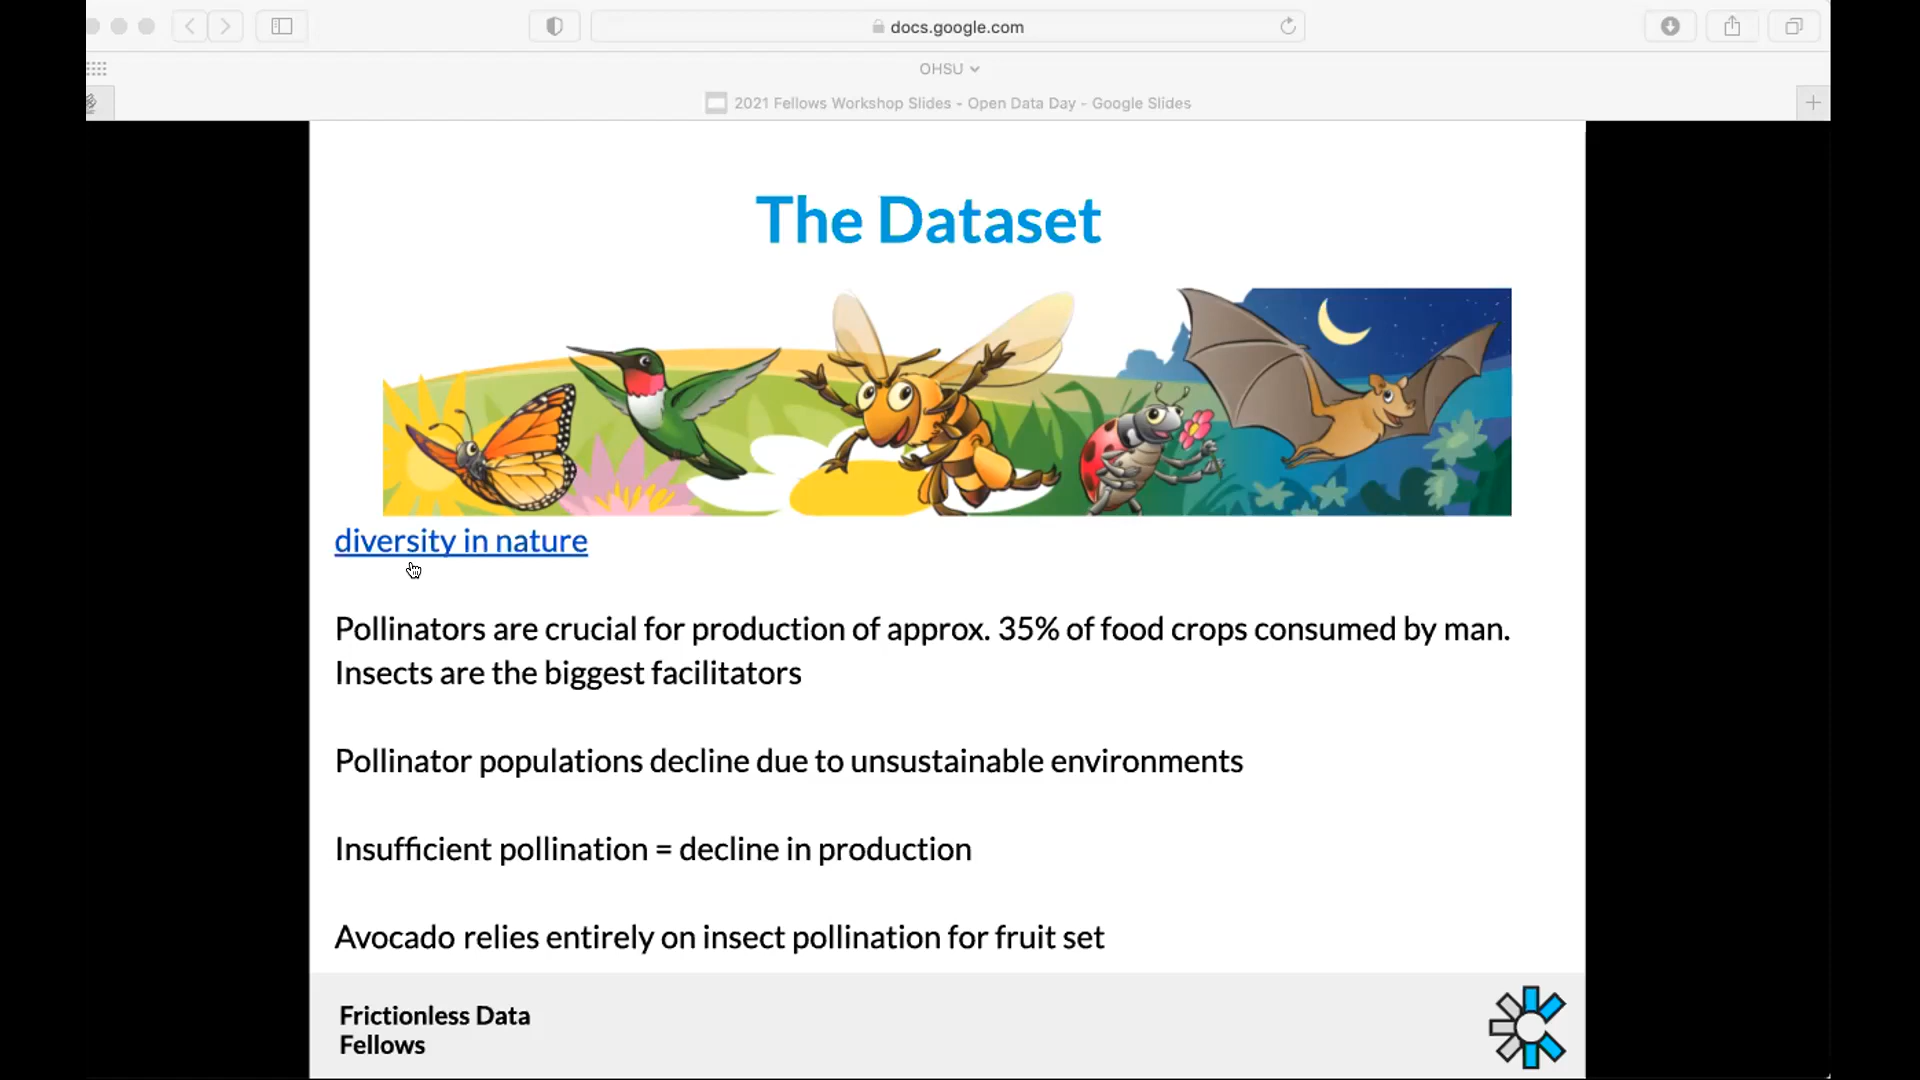 docs.google.com
OHSU
2021 Fellows Workshop Slides - Open Data Day - Google Slides
The Dataset
diversity in nature
Pollinators are crucial for production of approx. 35% of food crops consumed by man.
Insects are the biggest facilitators
Pollinator populations decline due to unsustainable environments
Insufficient pollination = decline in production
Avocado relies entirely on insect pollination for fruit set
Frictionless Data
Fellows